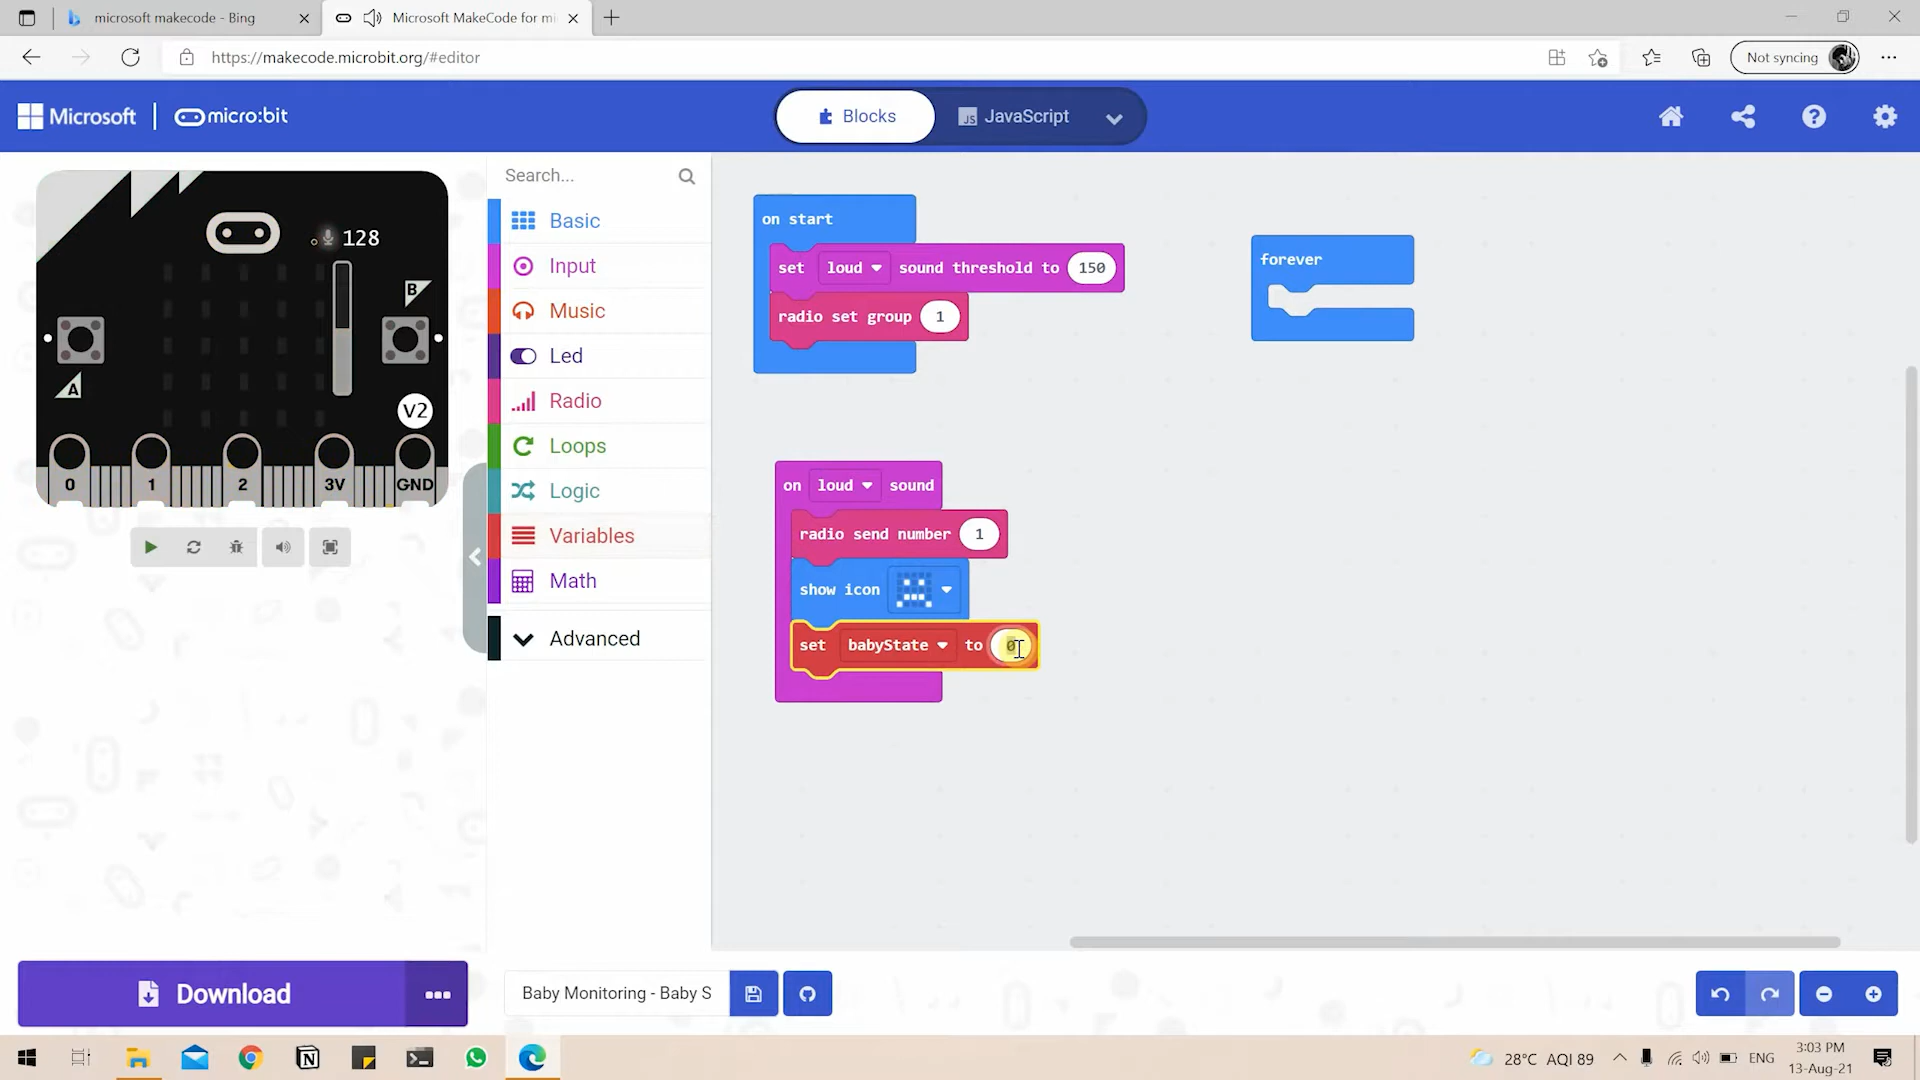 microsoft makecode - Bing
Microsoft MakeCode for mi
https://makecode.microbit.org/#editor
Not syncing
Microsoft
micro:bit
Blocks
JS JavaScript
128
B
A
V2
0 1 2 3V GND
Search...
Basic
Input
Music
Led
Radio
Loops
Logic
Variables
Math
Advanced
on start
set loud sound threshold to 150
radio set group 1
forever
on loud sound
radio send number 1
show icon
set babyState to 0
Download
Baby Monitoring - Baby S
28°C AQI 89
ENG
3:03 PM
13-Aug-21